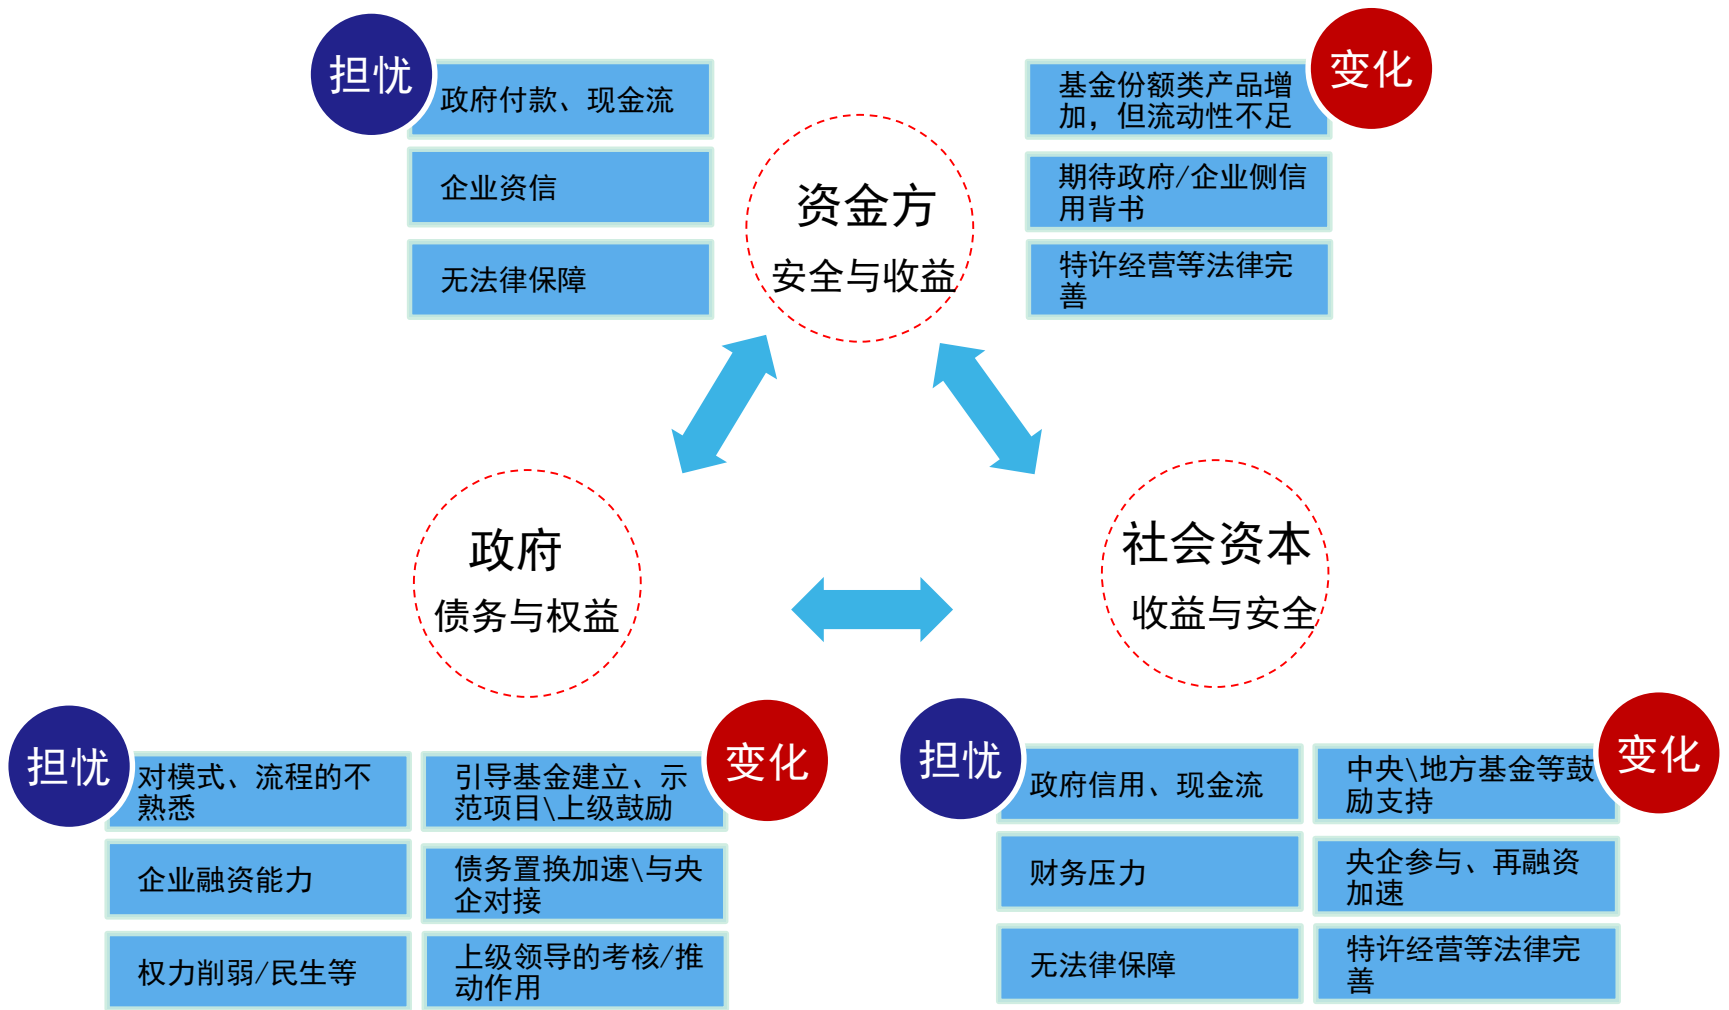 担忧
政府付款、现金流
企业资信
无法律保障
资金方
安全与收益
变化
基金份额类产品增
加，但流动性不足
期待政府/企业侧信
用背书
特许经营等法律完
善
政府
债务与权益
社会资本
收益与安全
担忧
对模式、流程的不
熟悉
企业融资能力
权力削弱/民生等
变化
引导基金建立、示
范项目\上级鼓励
债务置换加速\与央
企对接
上级领导的考核/推
动作用
担忧
政府信用、现金流
财务压力
无法律保障
变化
中央\地方基金等鼓
励支持
央企参与、再融资
加速
特许经营等法律完
善